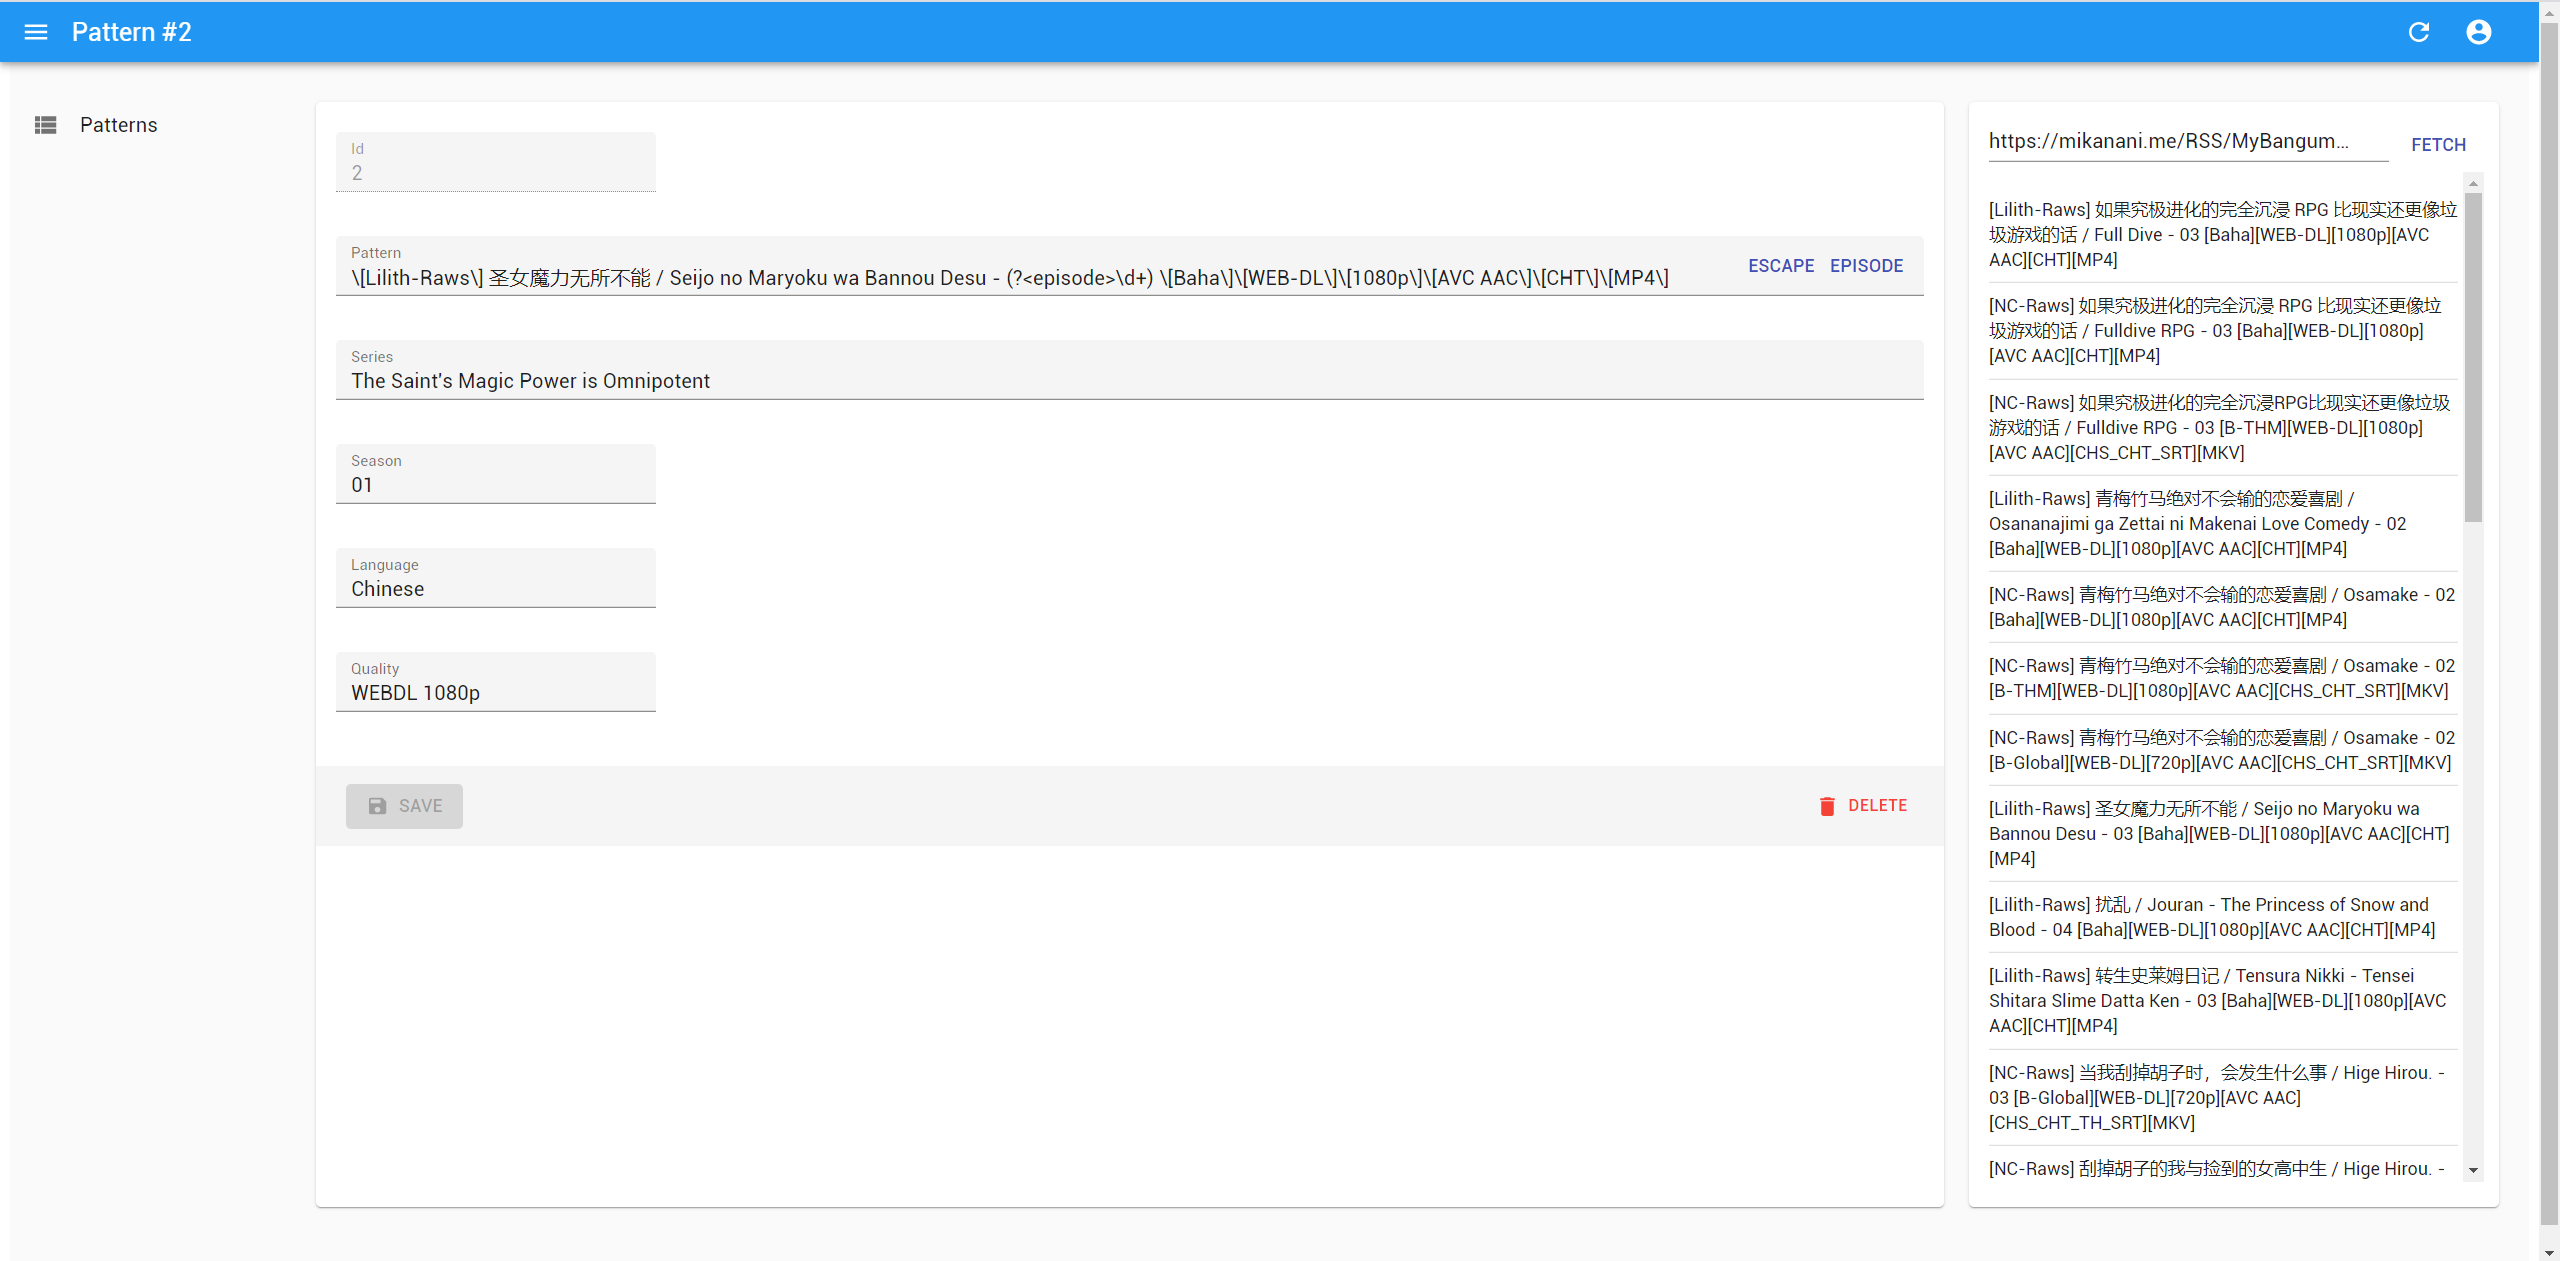 Pattern #2
Patterns
Id
2
Pattern
\[Lilith-Raws\] 圣女魔力无所不能 / Seijo no Maryoku wa Bannou Desu - (?<episode>\d+) \[Baha\]\[WEB-DL\]\[1080p\]\[AVC AAC\]\[CHT\]\[MP4\]
ESCAPE
EPISODE
Series
The Saint's Magic Power is Omnipotent
Season
01
Language
Chinese
Quality
WEBDL 1080p
SAVE
DELETE
https://mikanani.me/RSS/MyBangum...
FETCH
[Lilith-Raws] 如果究极进化的完全沉浸 RPG 比现实还更像垃
圾游戏的话 / Full Dive - 03 [Baha][WEB-DL][1080p][AVC
AAC][CHT][MP4]
[NC-Raws] 如果究极进化的完全沉浸 RPG 比现实还更像垃
圾游戏的话 / Fulldive RPG - 03 [Baha][WEB-DL][1080p]
[AVC AAC][CHT][MP4]
[NC-Raws] 如果究极进化的完全沉浸RPG比现实还更像垃圾
游戏的话 / Fulldive RPG - 03 [B-THM][WEB-DL][1080p]
[AVC AAC][CHS_CHT_SRT][MKV]
[Lilith-Raws] 青梅竹马绝对不会输的恋爱喜剧 /
Osananajimi ga Zettai ni Makenai Love Comedy - 02
[Baha][WEB-DL][1080p][AVC AAC][CHT][MP4]
[NC-Raws] 青梅竹马绝对不会输的恋爱喜剧 / Osamake - 02
[Baha][WEB-DL][1080p][AVC AAC][CHT][MP4]
[NC-Raws] 青梅竹马绝对不会输的恋爱喜剧 / Osamake - 02
[B-THM][WEB-DL][1080p][AVC AAC][CHS_CHT_SRT][MKV]
[NC-Raws] 青梅竹马绝对不会输的恋爱喜剧 / Osamake - 02
[B-Global][WEB-DL][720p][AVC AAC][CHS_CHT_SRT][MKV]
[Lilith-Raws] 圣女魔力无所不能 / Seijo no Maryoku wa
Bannou Desu - 03 [Baha][WEB-DL][1080p][AVC AAC][CHT]
[MP4]
[Lilith-Raws] 扰乱 / Jouran - The Princess of Snow and
Blood - 04 [Baha][WEB-DL][1080p][AVC AAC][CHT][MP4]
[Lilith-Raws] 转生史莱姆日记 / Tensura Nikki - Tensei
Shitara Slime Datta Ken - 03 [Baha][WEB-DL][1080p][AVC
AAC][CHT][MP4]
[NC-Raws] 当我刮掉胡子时，会发生什么事 / Hige Hirou. -
03 [B-Global][WEB-DL][720p][AVC AAC]
[CHS_CHT_TH_SRT][MKV]
[NC-Raws] 刮掉胡子的我与捡到的女高中生 / Hige Hirou. -